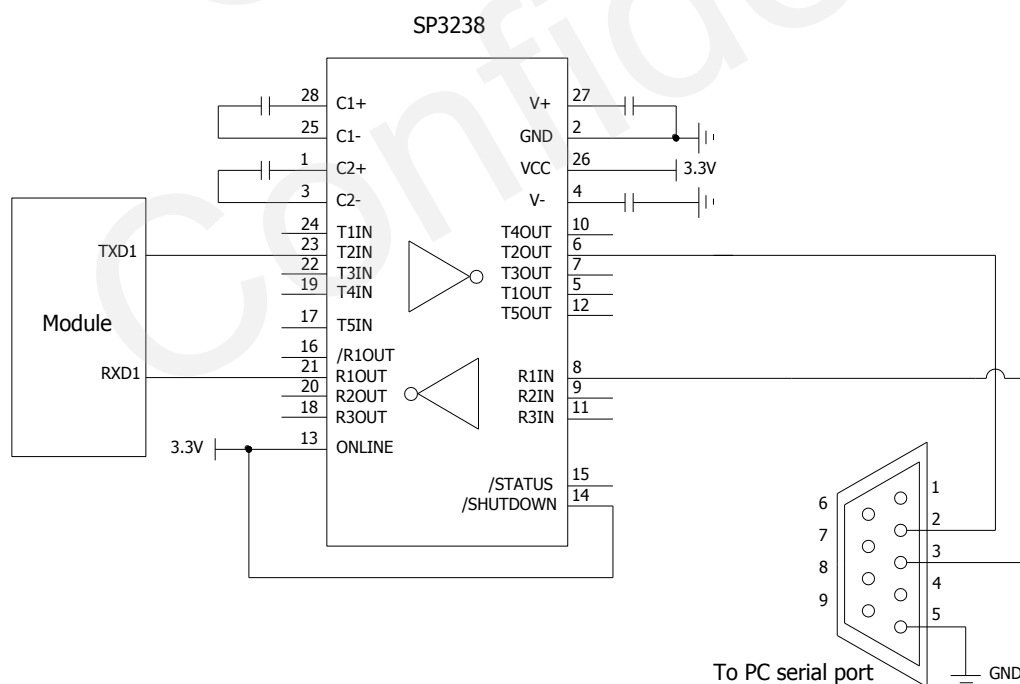 SP3238
28 C1+
25 C1-
1 C2+
3 C2-
24 T1IN
23 T2IN
22 T3IN
19 T4IN
17 T5IN
16 /R1OUT
21 R1OUT
20 R2OUT
18 R3OUT
13 ONLINE
3.3V
V+ 27
GND 2
VCC 26
3.3V
V- 4
T4OUT 10
T2OUT 6
T3OUT 7
T1OUT 5
T5OUT 12
R1IN 8
R2IN 9
R3IN 11
/STATUS 15
/SHUTDOWN 14
TXD1
Module
RXD1
1
6
2
7
3
8
4
9
5
To PC serial port
GND
Confide